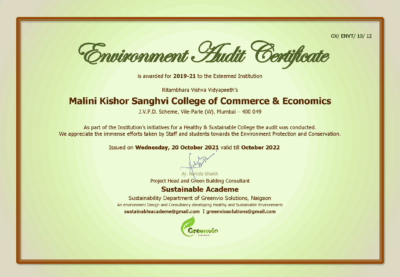 GV/ ENVT/ 10/ 12
Environment Audit Certificate
is awarded for 2019-21 to the Esteemed Institution
Ritambhara Vishva Vidyapeeth's
Malini Kishor Sanghvi College of Commerce & Economics
J.V.P.D. Scheme, Vile Parle (W), Mumbai – 400 049
As part of the Institution's Initiatives for a Healthy & Sustainable College the audit was conducted.
We appreciate the immense efforts taken by Staff and students towards the Environment Protection and Conservation.
Issued on Wednesday, 20 October 2021 valid till October 2022
Project Head and Green Building Consultant
Sustainable Academe
Sustainability Department of Greenvio Solutions, Naigaon
An environment Design and Consultancy developing Healthy and Sustainable Environments
sustainableacademe@gmail.com I greenviosolutions@gmail.com
Greenvio